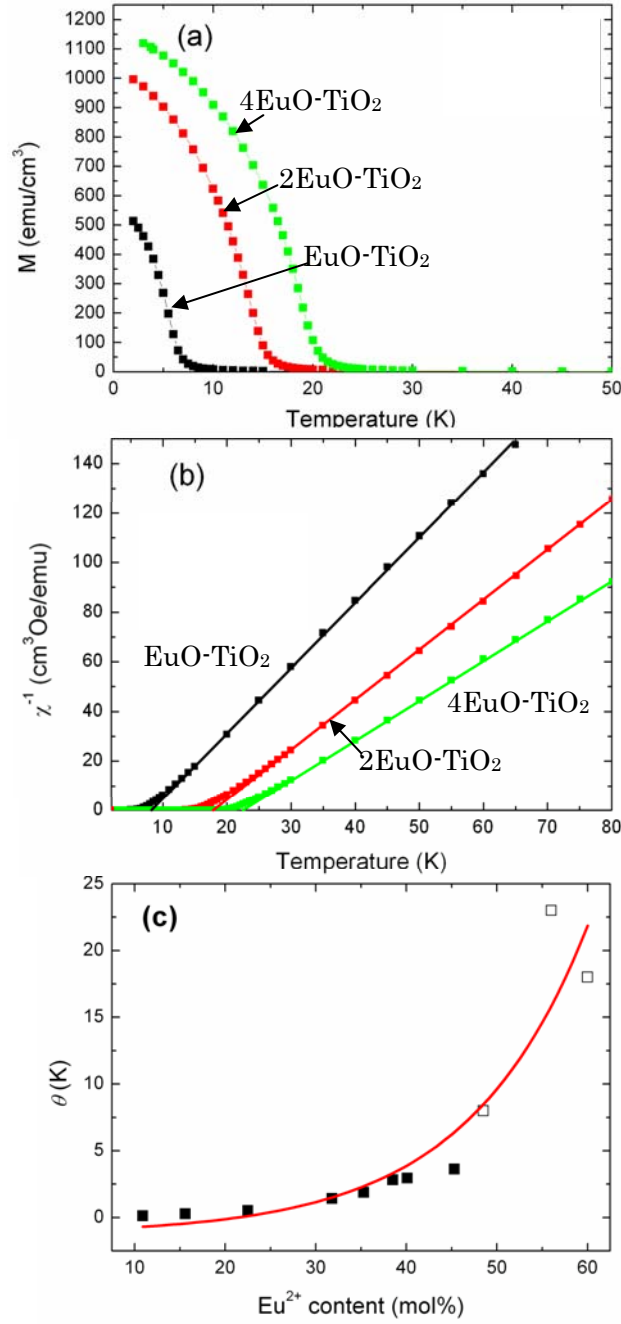 (a)
1200
1100
1000
900
800
700
600
500
400
300
200
100
0
M (emu/cm³)
4EuO-TiO₂
2EuO-TiO₂
EuO-TiO₂
0 10 20 30 40 50
Temperature (K)
(b)
140
120
100
80
60
40
20
0
χ⁻¹ (cm³Oe/emu)
EuO-TiO₂
4EuO-TiO₂
2EuO-TiO₂
10 20 30 40 50 60 70 80
Temperature (K)
(c)
25
20
15
10
5
0
θ (K)
10 20 30 40 50 60
Eu²⁺ content (mol%)